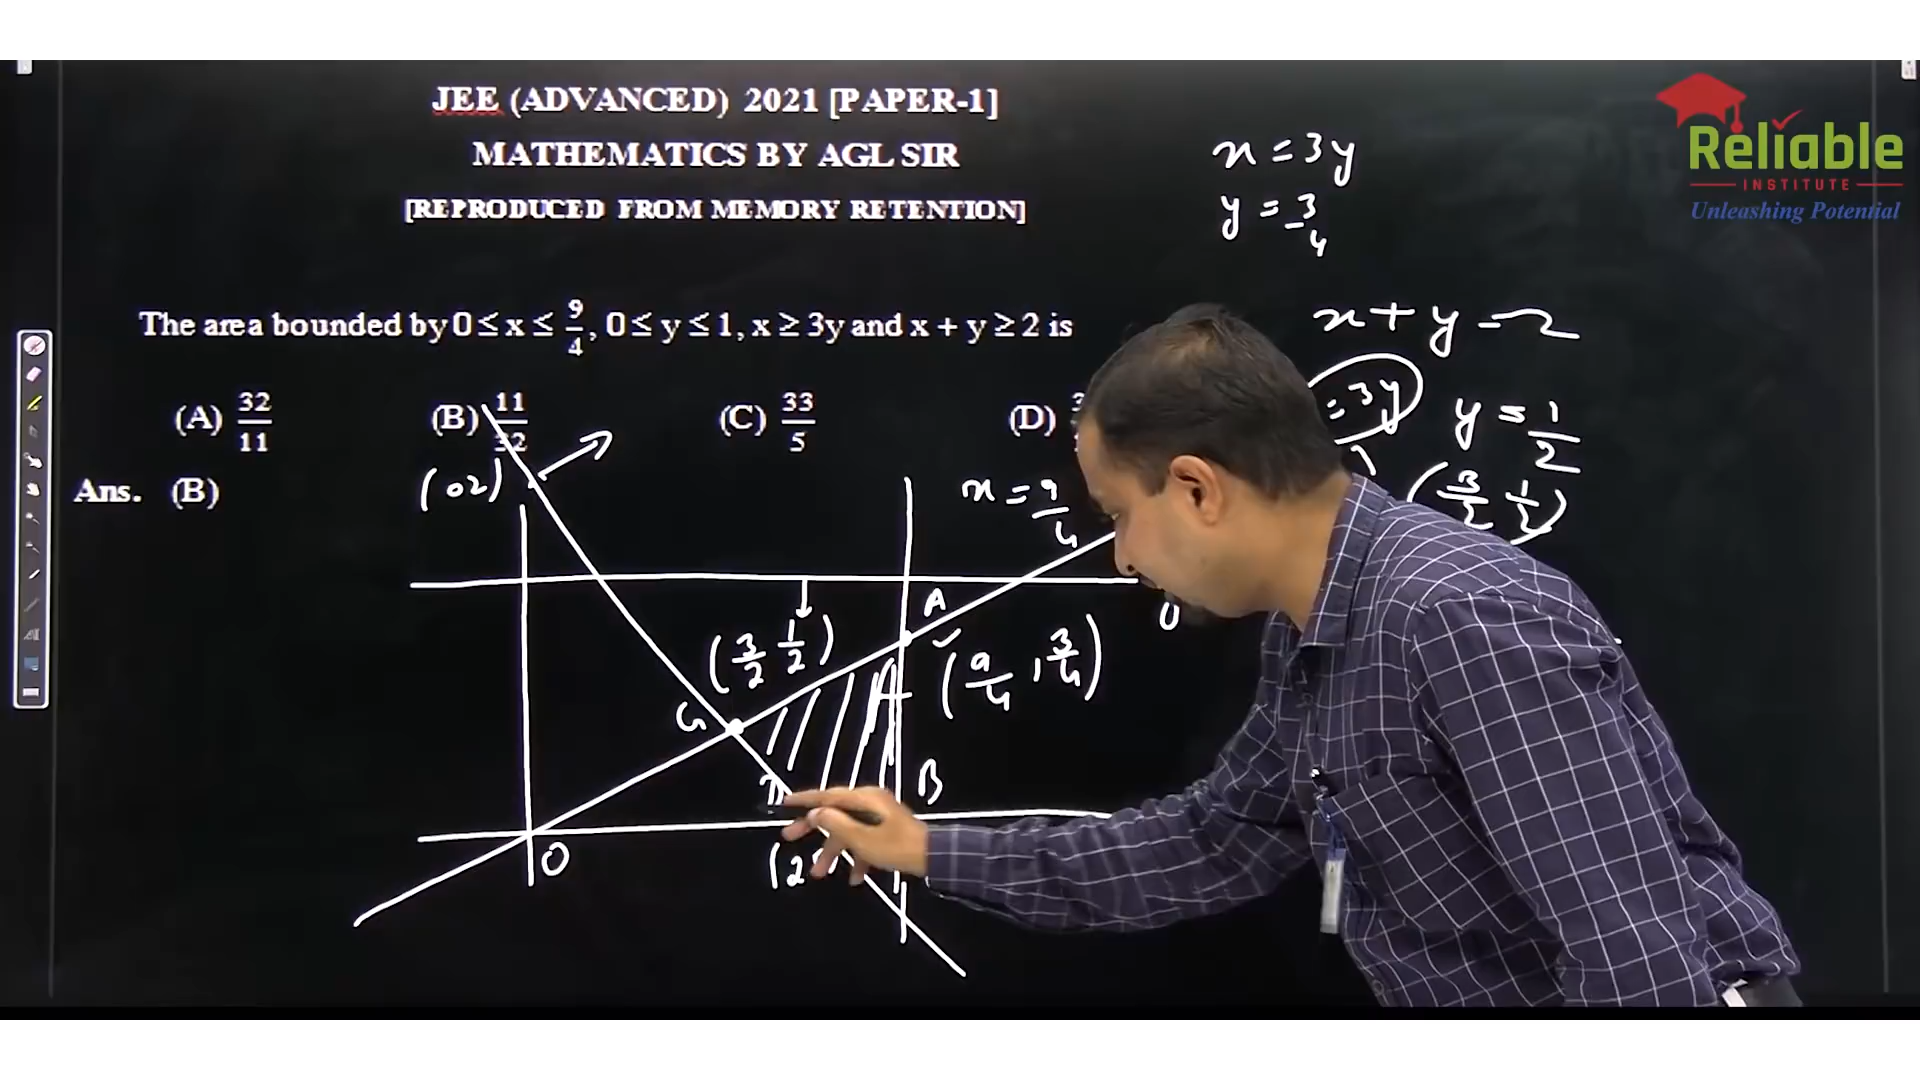 JEE (ADVANCED) 2021 [PAPER-1]
MATHEMATICS BY AGL SIR
[REPRODUCED FROM MEMORY RETENTION]
Reliable
INSTITUTE
Unleashing Potential
x = 3y
y = 3/4
The area bounded by 0 ≤ x ≤ 9/4, 0 ≤ y ≤ 1, x ≥ 3y and x + y ≥ 2 is
x + y = 2
= 3y
y = 1/2
(3/2 1/2)
(A) 32/11
(B) 11/32
(C) 33/5
(D)
Ans. (B)
(02)
x = 9/4
A
(3/2 1/2)
(9/4, 3/4)
G
B
O
(2